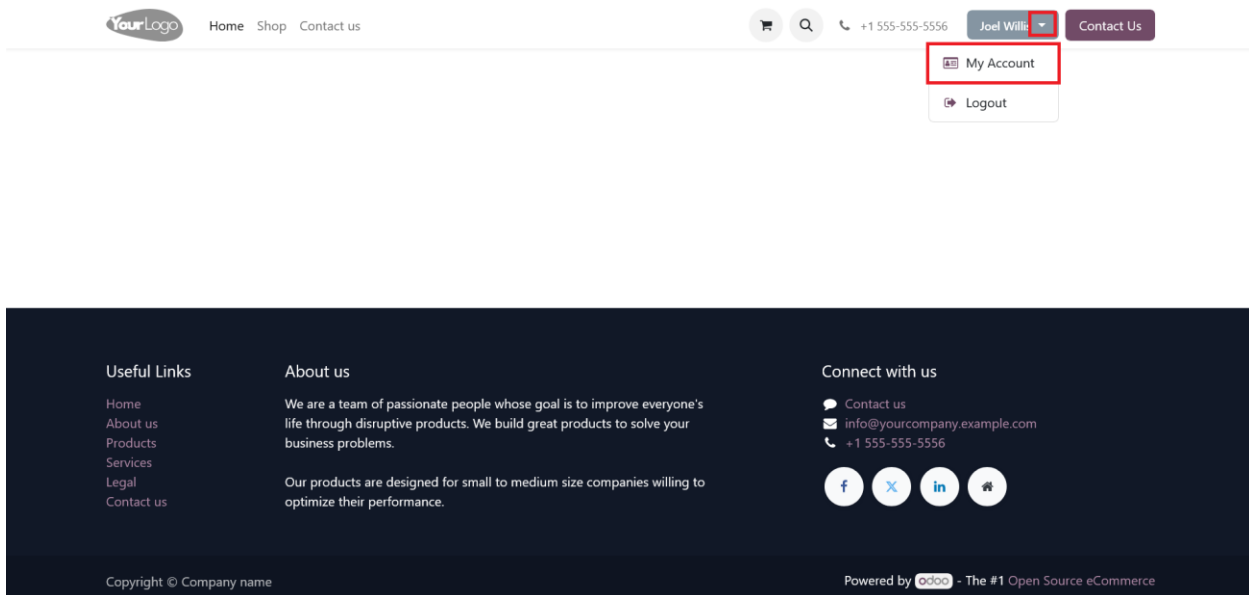 YourLogo Home Shop Contact us +1 555-555-5556 Joel Willis Contact Us
My Account
Logout
Useful Links
Home
About us
Products
Services
Legal
Contact us
About us
We are a team of passionate people whose goal is to improve everyone's
life through disruptive products. We build great products to solve your
business problems.
Our products are designed for small to medium size companies willing to
optimize their performance.
Connect with us
Contact us
info@yourcompany.example.com
+1 555-555-5556
Copyright © Company name
Powered by odoo - The #1 Open Source eCommerce